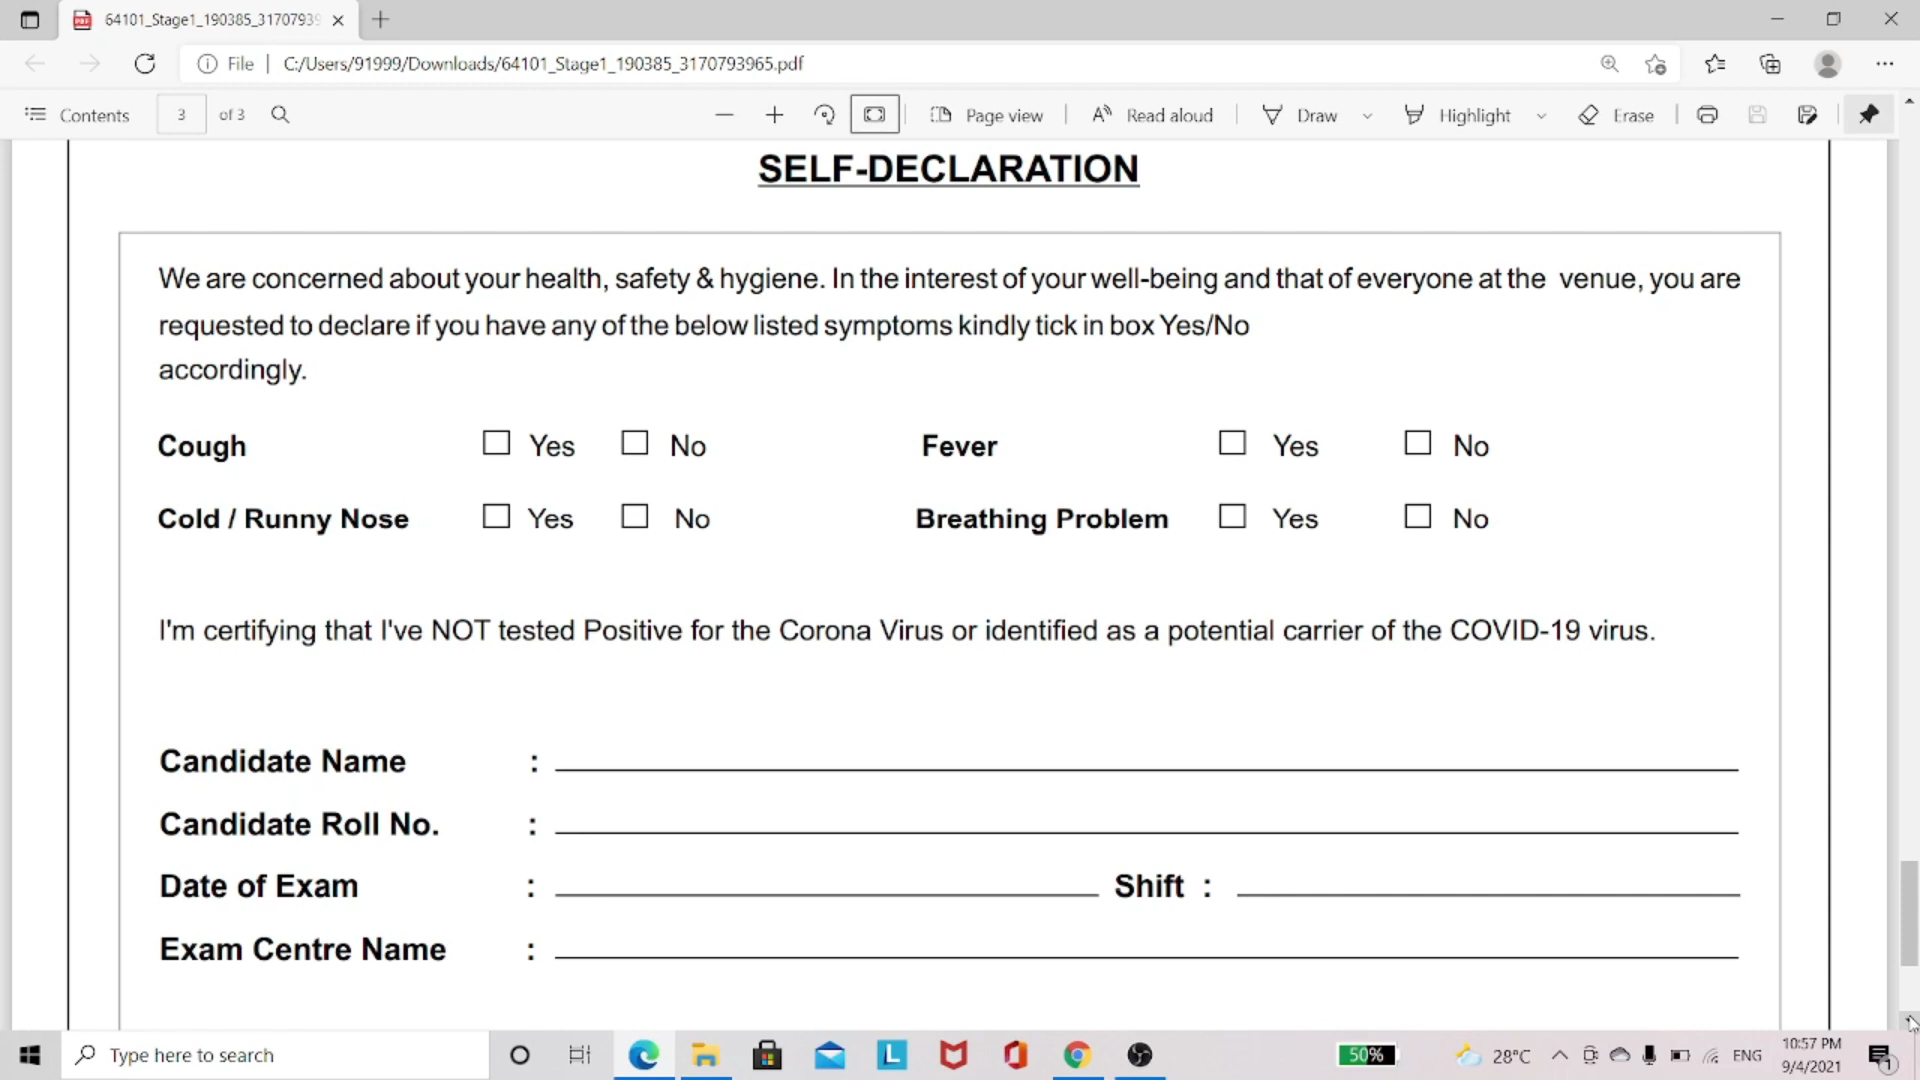 64101_Stage1_190385_31707939
File
C:/Users/91999/Downloads/64101_Stage1_190385_3170793965.pdf
Contents 3 of 3 Page view Read aloud Draw Highlight Erase
SELF-DECLARATION
We are concerned about your health, safety & hygiene. In the interest of your well-being and that of everyone at the venue, you are
requested to declare if you have any of the below listed symptoms kindly tick in box Yes/No
accordingly.
Cough Yes No Fever Yes No
Cold / Runny Nose Yes No Breathing Problem Yes No
I'm certifying that I've NOT tested Positive for the Corona Virus or identified as a potential carrier of the COVID-19 virus.
Candidate Name :
Candidate Roll No. :
Date of Exam : Shift :
Exam Centre Name :
Type here to search 50% 28°C ENG 10:57 PM
9/4/2021